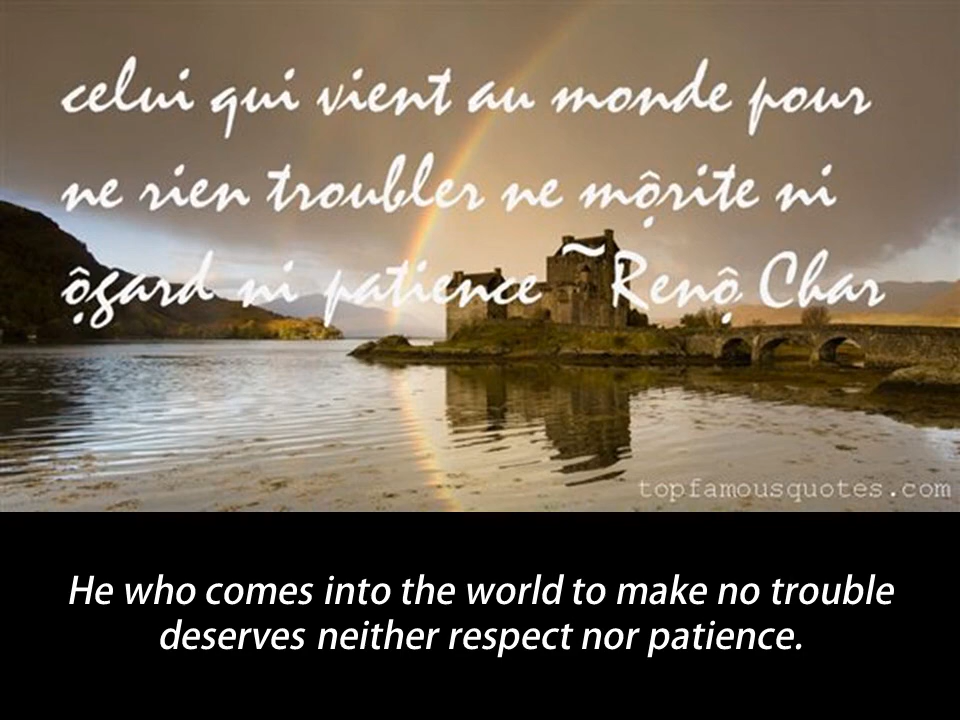 celui qui vient au monde pour
ne rien troubler ne mộrite ni
ộgard ni patience ~ Renộ Char
topfamousquotes.com
He who comes into the world to make no trouble
deserves neither respect nor patience.